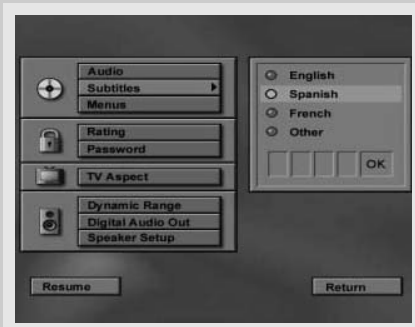 Audio
Subtitles
Menus
Rating
Password
TV Aspect
Dynamic Range
Digital Audio Out
Speaker Setup
English
Spanish
French
Other
OK
Resume
Return